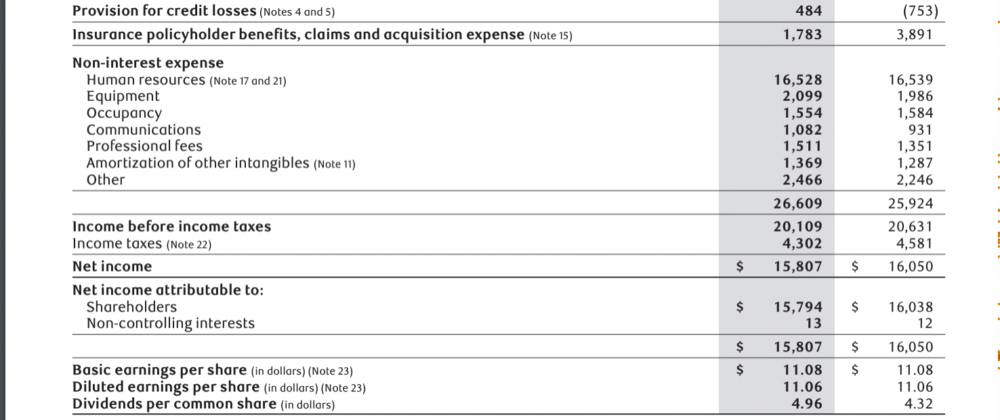 Provision for credit losses (Notes 4 and 5) 484 (753)
Insurance policyholder benefits, claims and acquisition expense (Note 15) 1,783 3,891
Non-interest expense
Human resources (Note 17 and 21) 16,528 16,539
Equipment 2,099 1,986
Occupancy 1,554 1,584
Communications 1,082 931
Professional fees 1,511 1,351
Amortization of other intangibles (Note 11) 1,369 1,287
Other 2,466 2,246
26,609 25,924
Income before income taxes 20,109 20,631
Income taxes (Note 22) 4,302 4,581
Net income $ 15,807 $ 16,050
Net income attributable to:
Shareholders $ 15,794 $ 16,038
Non-controlling interests 13 12
$ 15,807 $ 16,050
Basic earnings per share (in dollars) (Note 23) $ 11.08 $ 11.08
Diluted earnings per share (in dollars) (Note 23) 11.06 11.06
Dividends per common share (in dollars) 4.96 4.32